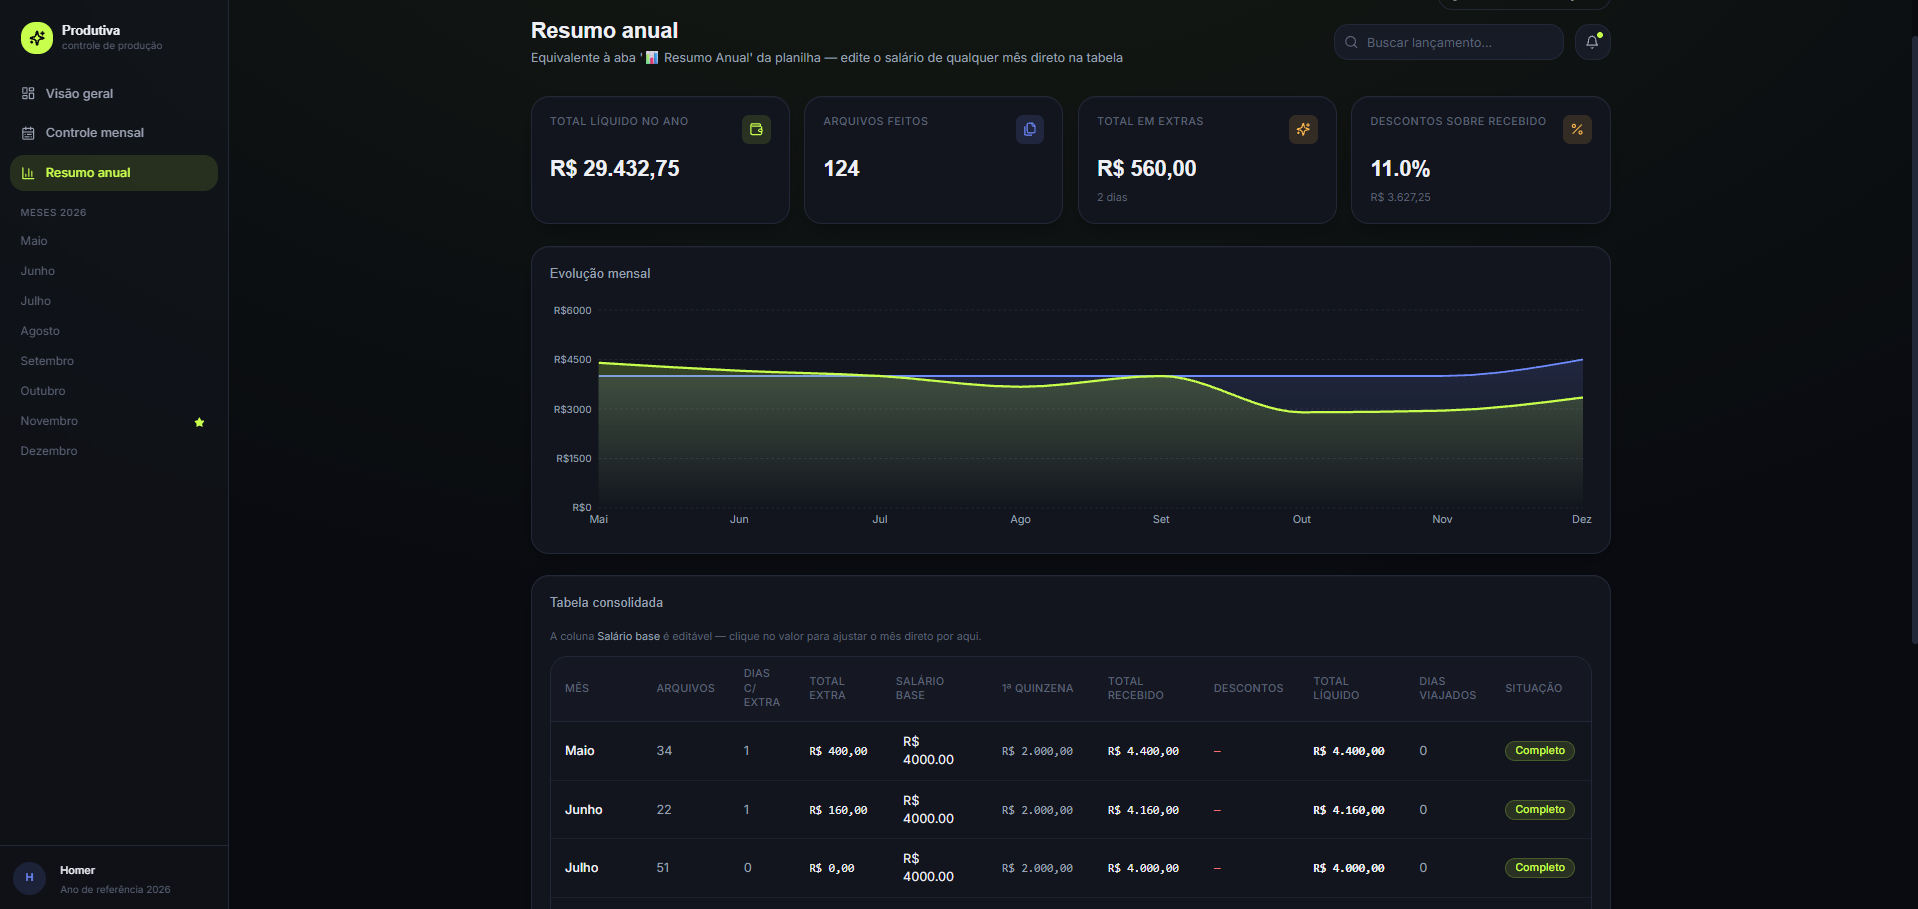 Produtiva
controle de produção
Visão geral
Controle mensal
Resumo anual
MESES 2026
Maio
Junho
Julho
Agosto
Setembro
Outubro
Novembro
Dezembro
H
Homer
Ano de referência 2026
Resumo anual
Equivalente à aba '📊 Resumo Anual' da planilha — edite o salário de qualquer mês direto na tabela
Buscar lançamento...
TOTAL LÍQUIDO NO ANO
R$ 29.432,75
ARQUIVOS FEITOS
124
TOTAL EM EXTRAS
R$ 560,00
2 dias
DESCONTOS SOBRE RECEBIDO
11.0%
R$ 3.627,25
Evolução mensal
R$6000
R$4500
R$3000
R$1500
R$0
Mai Jun Jul Ago Set Out Nov Dez
Tabela consolidada
A coluna Salário base é editável — clique no valor para ajustar o mês direto por aqui.
MÊS ARQUIVOS DIAS C/ EXTRA TOTAL EXTRA SALÁRIO BASE 1ª QUINZENA TOTAL RECEBIDO DESCONTOS TOTAL LÍQUIDO DIAS VIAJADOS SITUAÇÃO
Maio 34 1 R$ 400,00 R$ 4000.00 R$ 2.000,00 R$ 4.400,00 — R$ 4.400,00 0 Completo
Junho 22 1 R$ 160,00 R$ 4000.00 R$ 2.000,00 R$ 4.160,00 — R$ 4.160,00 0 Completo
Julho 51 0 R$ 0,00 R$ 4000.00 R$ 2.000,00 R$ 4.000,00 — R$ 4.000,00 0 Completo